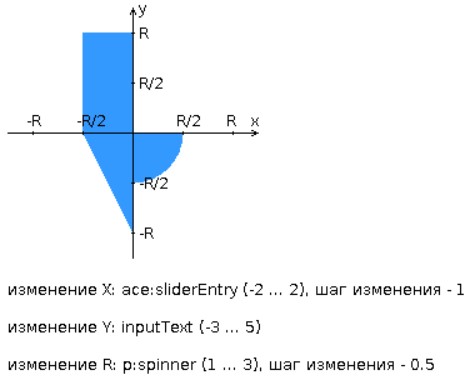 y
R
R/2
-R -R/2 R/2 R x
-R/2
-R
изменение X: ace:sliderEntry (-2 ... 2), шаг изменения - 1
изменение Y: inputText (-3 ... 5)
изменение R: p:spinner (1 ... 3), шаг изменения - 0.5